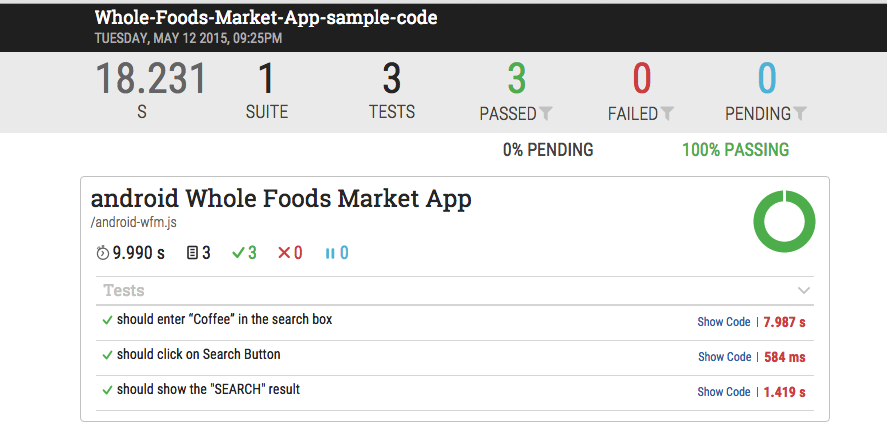 Whole-Foods-Market-App-sample-code
TUESDAY, MAY 12 2015, 09:25PM
18.231 1 3 3 0 0
S SUITE TESTS PASSED FAILED PENDING
0% PENDING 100% PASSING
android Whole Foods Market App
/android-wfm.js
9.990 s 3 3 0 0
Tests
should enter “Coffee” in the search box Show Code | 7.987 s
should click on Search Button Show Code | 584 ms
should show the "SEARCH" result Show Code | 1.419 s